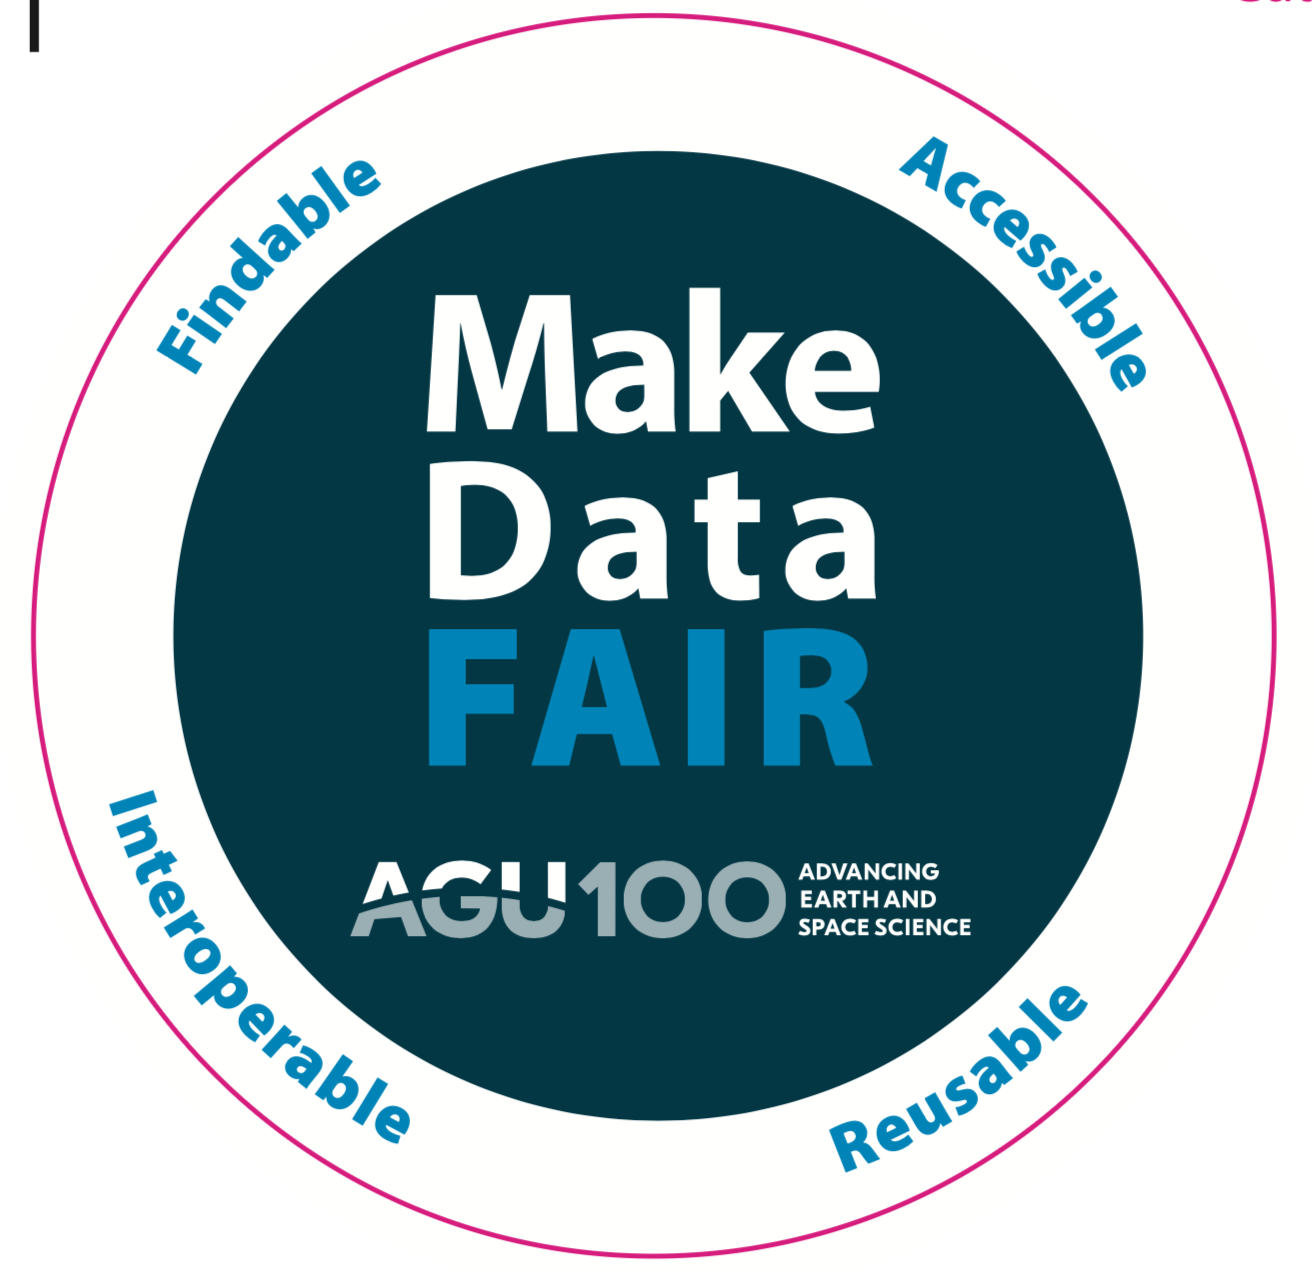 Findable
Accessible
Make
Data
FAIR
AGU100
ADVANCING
EARTH AND
SPACE SCIENCE
Interoperable
Reusable